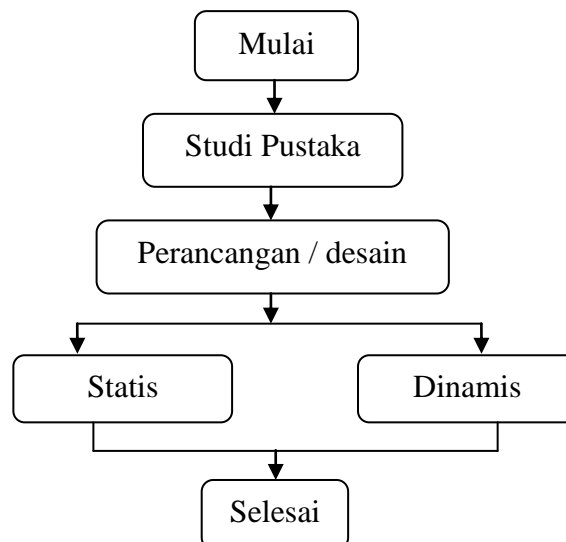 Mulai
Studi Pustaka
Perancangan / desain
Statis
Dinamis
Selesai